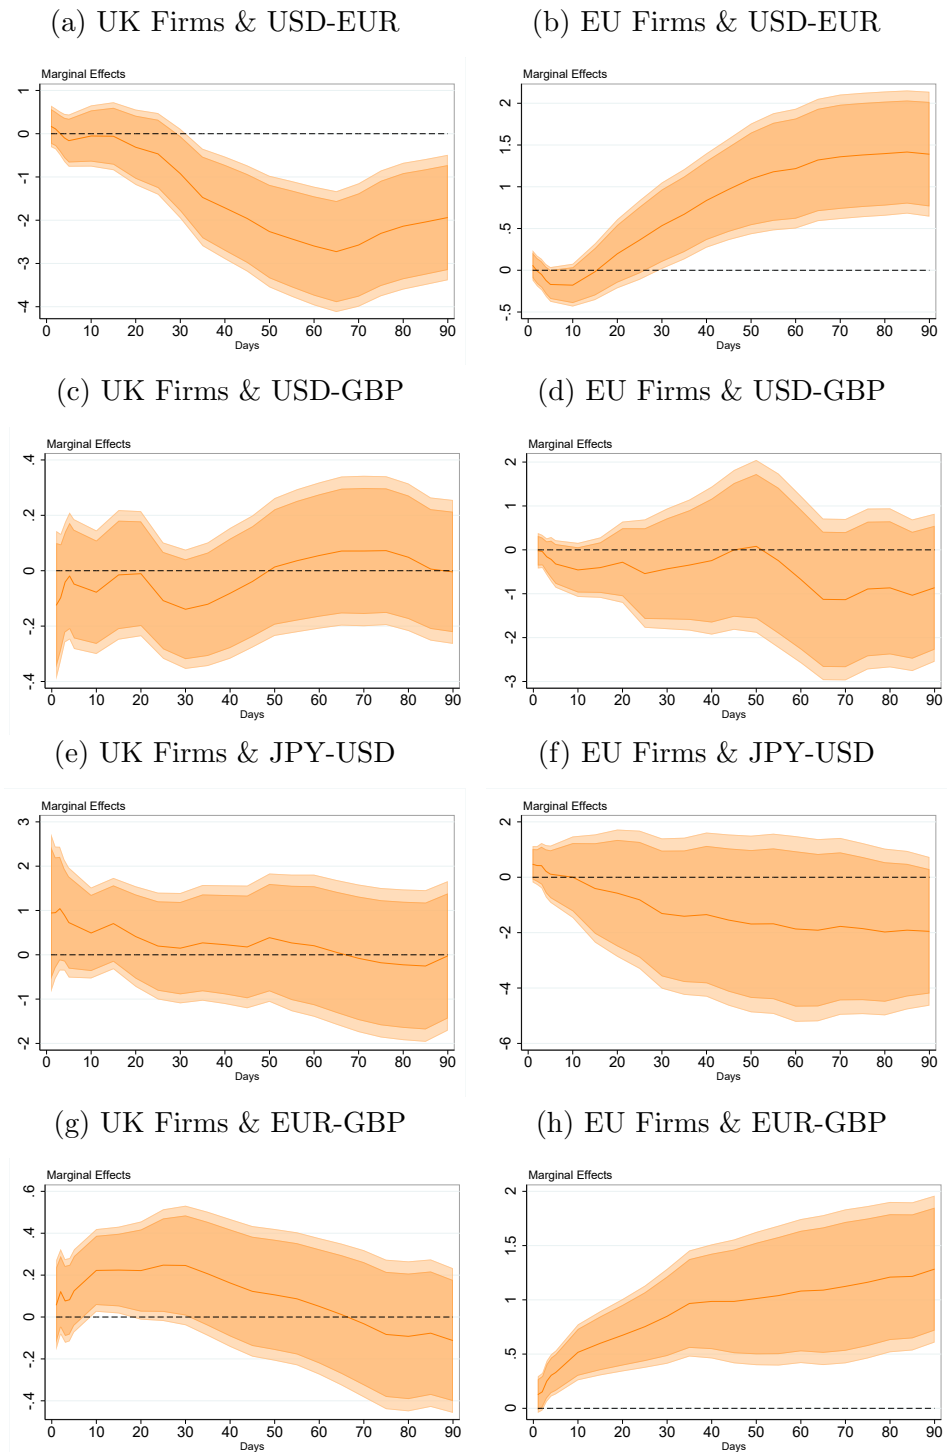 (a) UK Firms & USD-EUR
Marginal Effects
1
0
-1
-2
-3
-4
0 10 20 30 40 50 60 70 80 90
Days
(b) EU Firms & USD-EUR
Marginal Effects
2
1.5
1
.5
0
-.5
0 10 20 30 40 50 60 70 80 90
Days
(c) UK Firms & USD-GBP
Marginal Effects
.4
.2
0
-.2
-.4
0 10 20 30 40 50 60 70 80 90
Days
(d) EU Firms & USD-GBP
Marginal Effects
2
1
0
-1
-2
-3
0 10 20 30 40 50 60 70 80 90
Days
(e) UK Firms & JPY-USD
Marginal Effects
3
2
1
0
-1
-2
0 10 20 30 40 50 60 70 80 90
Days
(f) EU Firms & JPY-USD
Marginal Effects
2
0
-2
-4
-6
0 10 20 30 40 50 60 70 80 90
Days
(g) UK Firms & EUR-GBP
Marginal Effects
.6
.4
.2
0
-.2
-.4
0 10 20 30 40 50 60 70 80 90
Days
(h) EU Firms & EUR-GBP
Marginal Effects
2
1.5
1
.5
0
0 10 20 30 40 50 60 70 80 90
Days